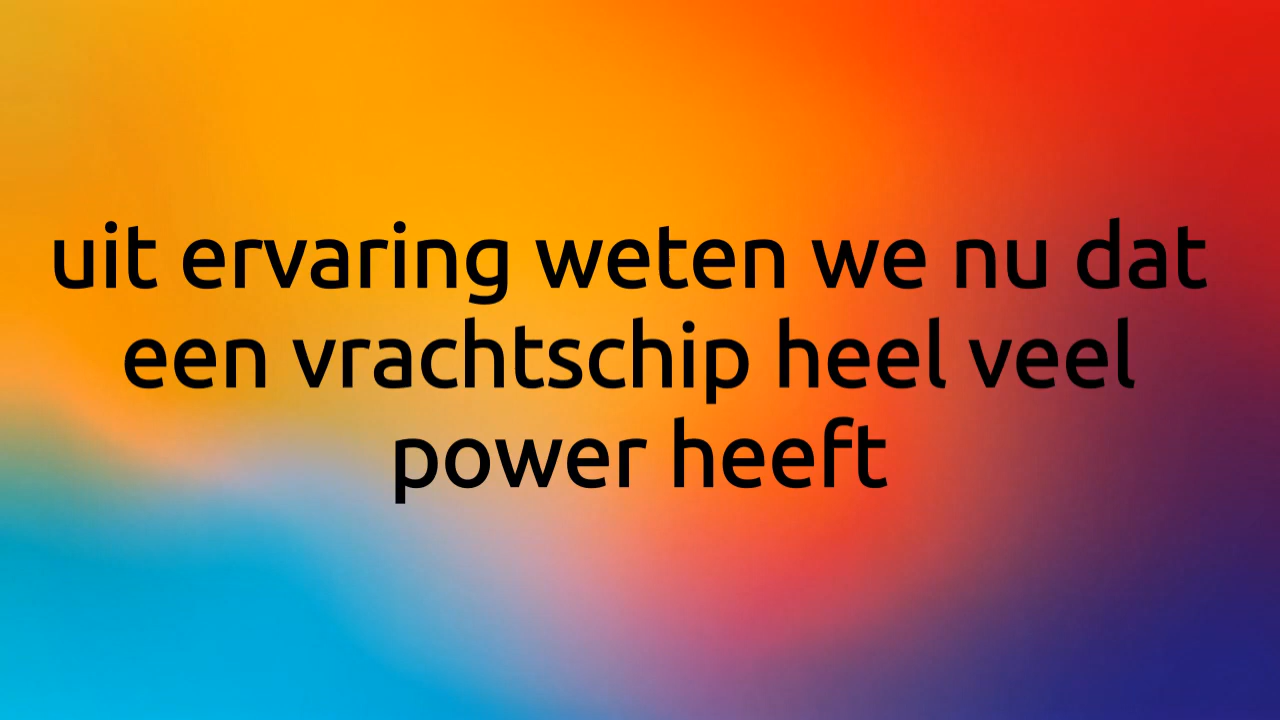 uit ervaring weten we nu dat
een vrachtschip heel veel
power heeft